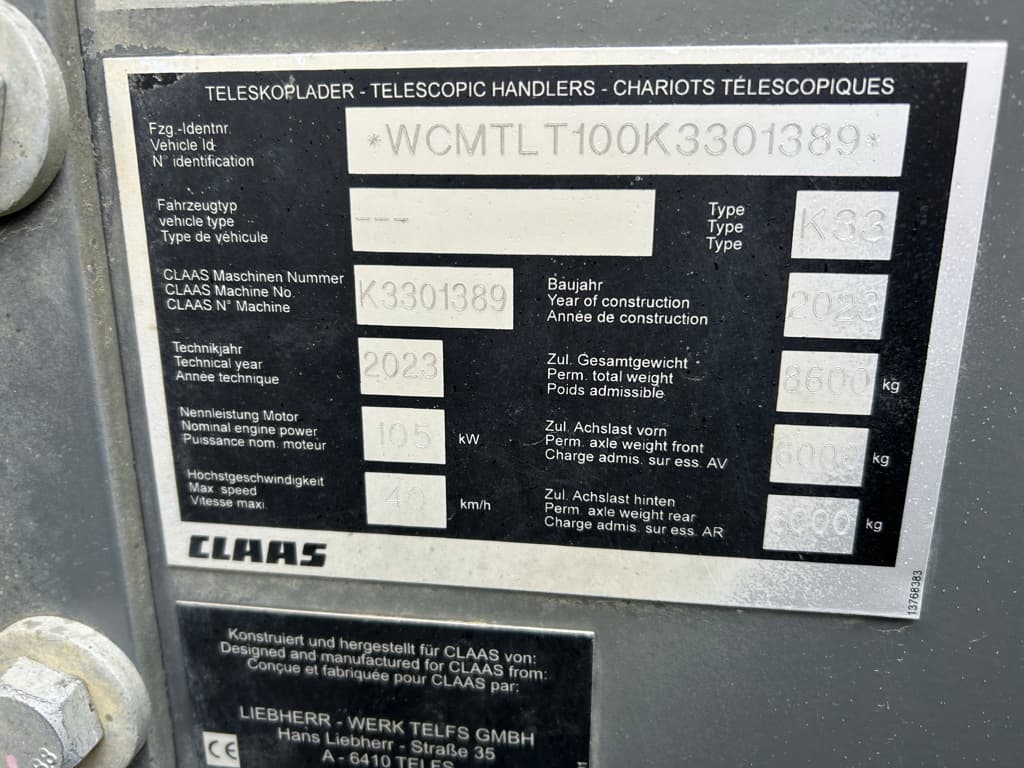 TELESKOPLADER - TELESCOPIC HANDLERS - CHARIOTS TÉLESCOPIQUES
Fzg.-Identnr.
Vehicle Id
N° identification
*WCMTLT100K3301389*
Fahrzeugtyp
vehicle type
Type de véhicule
---
Type
Type
Type
K33
CLAAS Maschinen Nummer
CLAAS Machine No.
CLAAS N° Machine
K3301389
Baujahr
Year of construction
Année de construction
2023
Technikjahr
Technical year
Année technique
2023
Zul. Gesamtgewicht
Perm. total weight
Poids admissible
8600 kg
Nennleistung Motor
Nominal engine power
Puissance nom. moteur
105 kW
Zul. Achslast vorn
Perm. axle weight front
Charge admis. sur ess. AV
6000 kg
Höchstgeschwindigkeit
Max. speed
Vitesse maxi.
40 km/h
Zul. Achslast hinten
Perm. axle weight rear
Charge admis. sur ess. AR
kg
CLAAS
13768383
Konstruiert und hergestellt für CLAAS von:
Designed and manufactured for CLAAS from:
Conçue et fabriquée pour CLAAS par:
LIEBHERR - WERK TELFS GMBH
Hans Liebherr - Straße 35
A - 6410 TELFS
CE